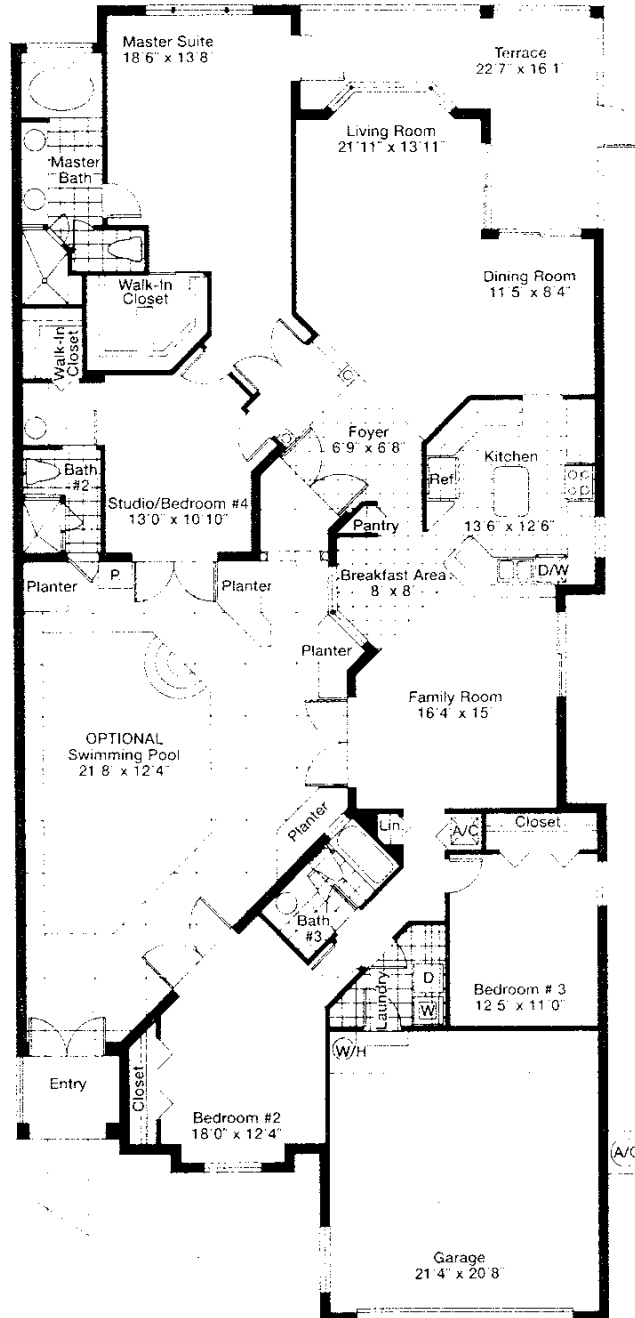 Master Suite
18'6" x 13'8"
Terrace
22'7" x 16'1"
Living Room
21'11" x 13'11"
Master
Bath
Dining Room
11'5" x 8'4"
Walk-In
Closet
Walk-In
Closet
C
Foyer
6'9" x 6'8"
Kitchen
13'6" x 12'6"
Ref.
Bath
#2
Studio/Bedroom #4
13'0" x 10'10"
Pantry
D/W
Breakfast Area
8' x 8'
Planter
P.
Planter
Planter
Family Room
16'4" x 15'
OPTIONAL
Swimming Pool
21'8" x 12'4"
Planter
Lin.
A/C
Closet
Bath
#3
Bedroom # 3
12'5" x 11'0"
Laundry
D
W
W/H
Entry
Closet
Bedroom #2
18'0" x 12'4"
A/C
Garage
21'4" x 20'8"